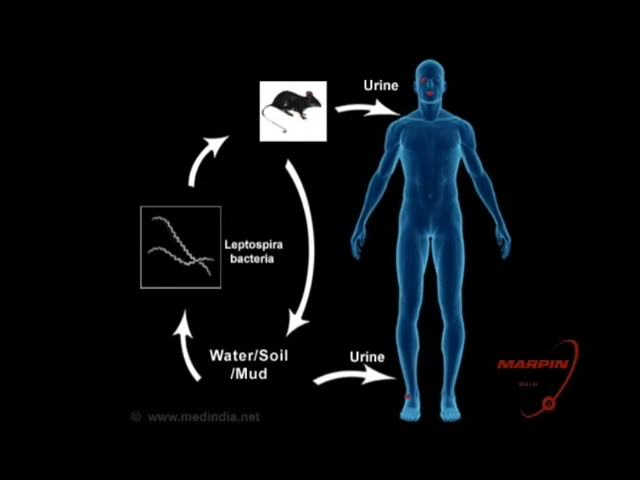 Urine
Leptospira
bacteria
Water/Soil
/Mud
Urine
MARPIN
© www.medindia.net